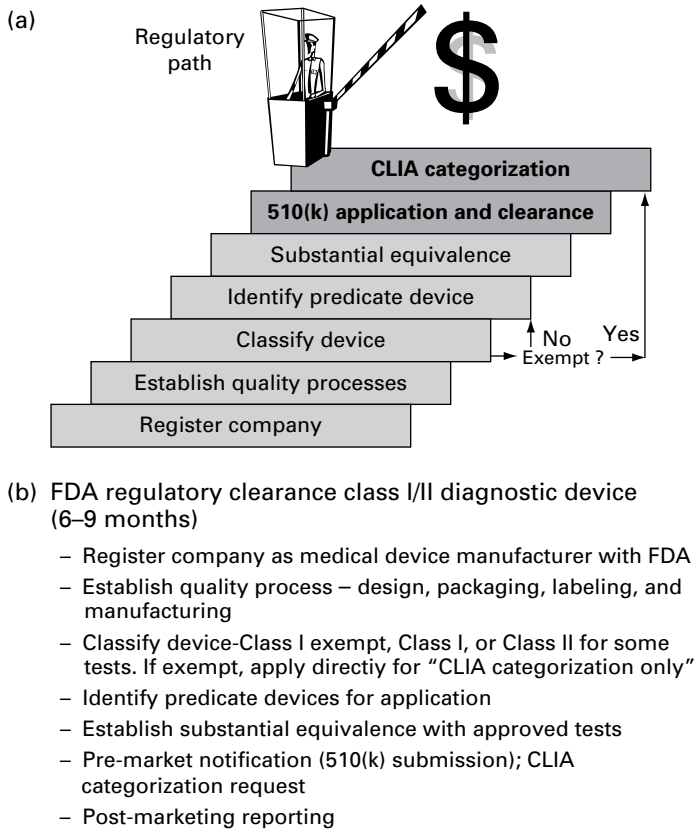 (a)
Regulatory
path
$
CLIA categorization
510(k) application and clearance
Substantial equivalence
Identify predicate device
Classify device
No
Yes
Exempt ?
Establish quality processes
Register company
(b) FDA regulatory clearance class I/II diagnostic device
(6–9 months)
– Register company as medical device manufacturer with FDA
– Establish quality process – design, packaging, labeling, and
manufacturing
– Classify device-Class I exempt, Class I, or Class II for some
tests. If exempt, apply directiy for “CLIA categorization only”
– Identify predicate devices for application
– Establish substantial equivalence with approved tests
– Pre-market notification (510(k) submission); CLIA
categorization request
– Post-marketing reporting